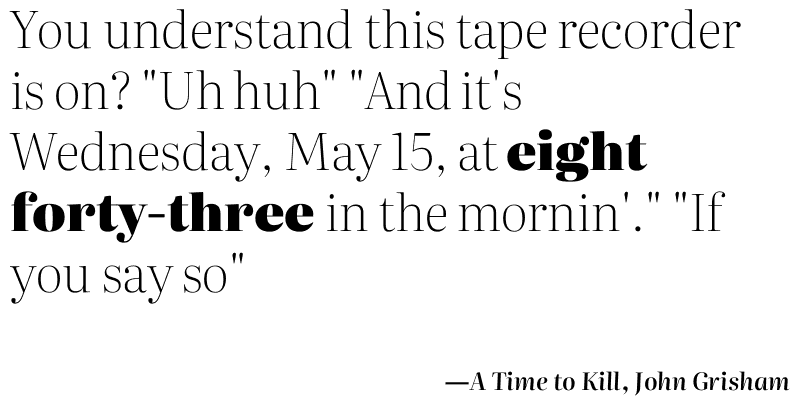 You understand this tape recorder
is on? "Uh huh" "And it's
Wednesday, May 15, at eight
forty-three in the mornin'." "If
you say so"
—A Time to Kill, John Grisham